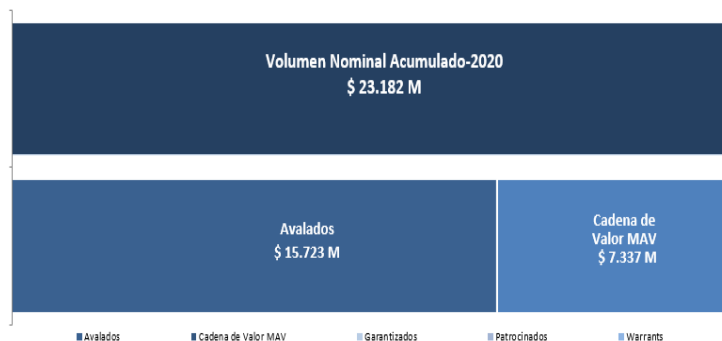 Volumen Nominal Acumulado-2020
$ 23.182 M
Avalados
$ 15.723 M
Cadena de
Valor MAV
$ 7.337 M
Avalados
Cadena de Valor MAV
Garantizados
Patrocinados
Warrants